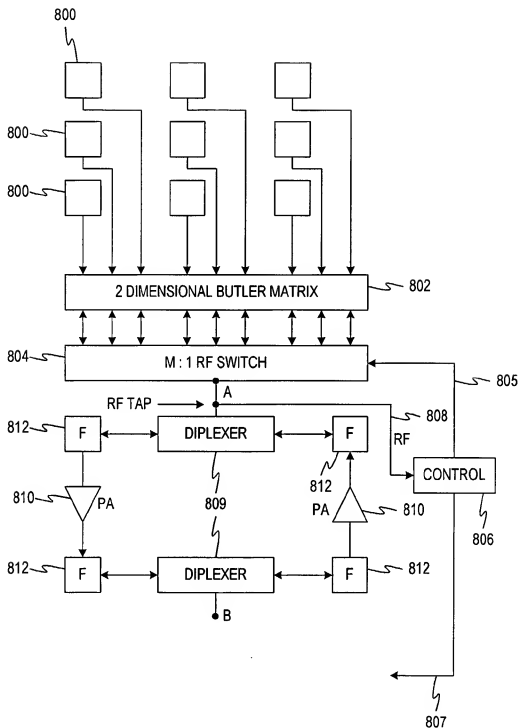 800
800
800
2 DIMENSIONAL BUTLER MATRIX
802
804
M : 1 RF SWITCH
805
A
RF TAP
808
812
F
DIPLEXER
F
RF
812
CONTROL
810
PA
809
PA
810
806
812
F
DIPLEXER
F
812
B
807